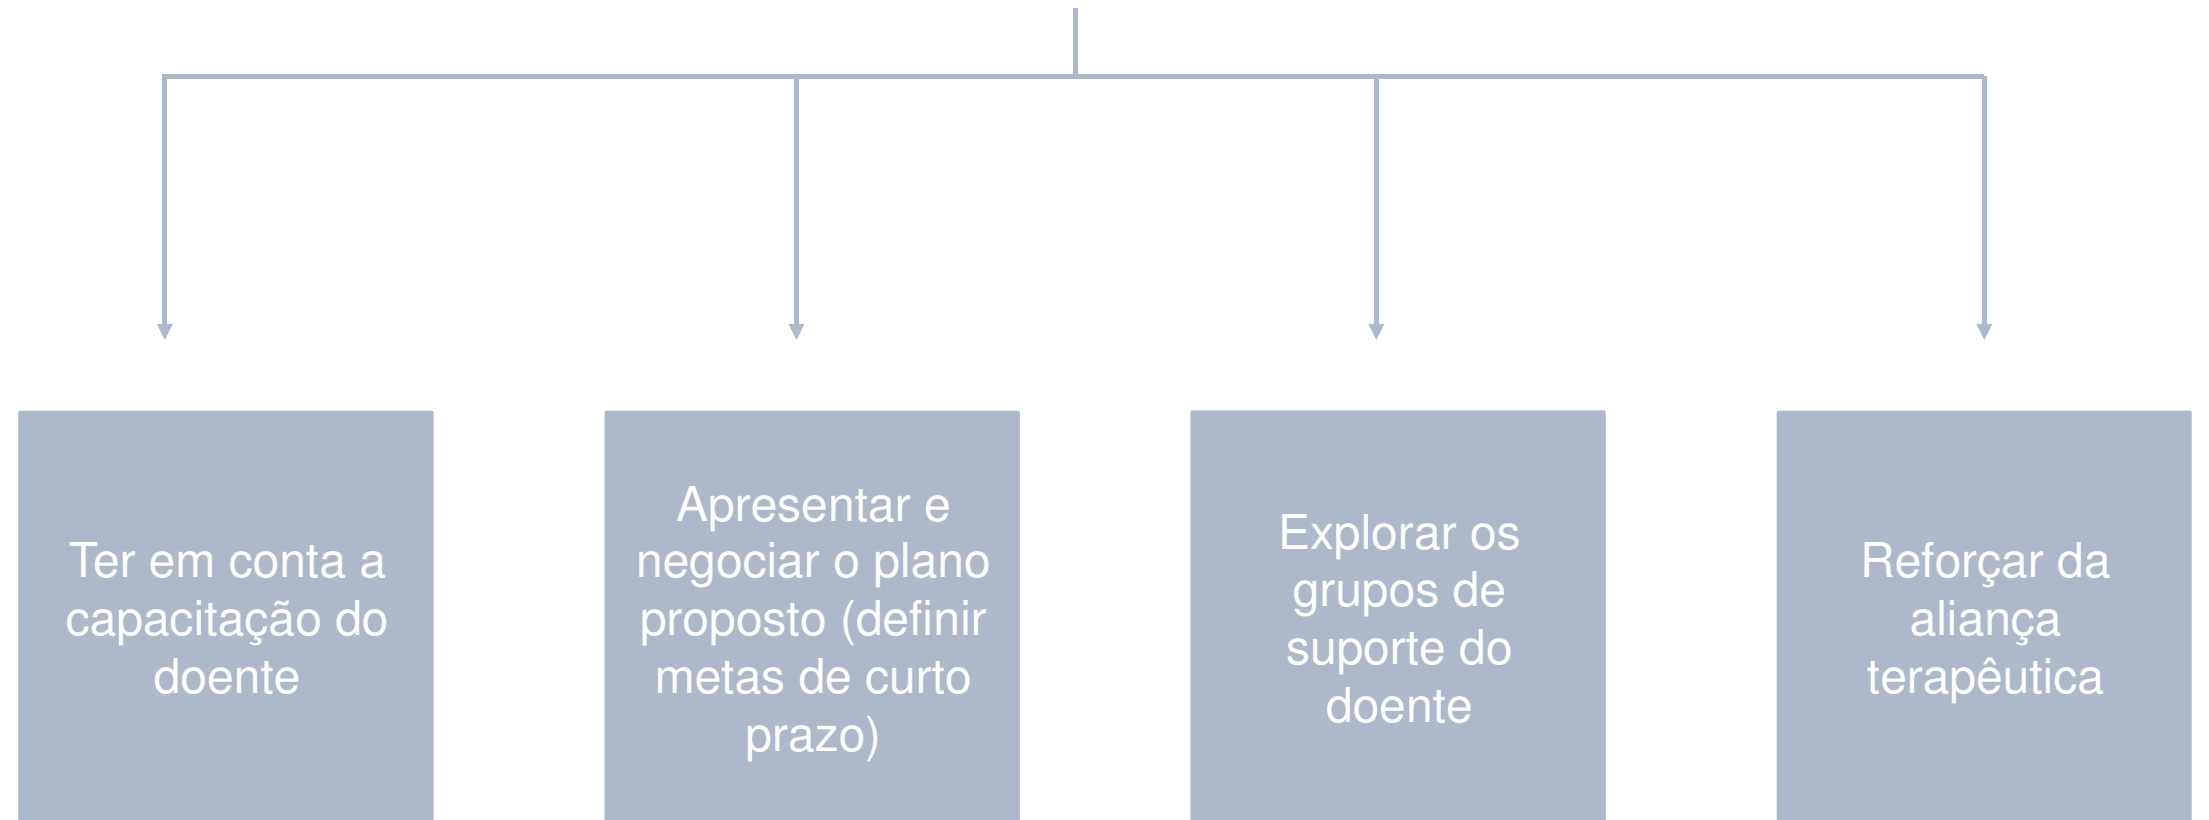 Ter em conta a
capacitação do
doente
Apresentar e
negociar o plano
proposto (definir
metas de curto
prazo)
Explorar os
grupos de
suporte do
doente
Reforçar da
aliança
terapêutica